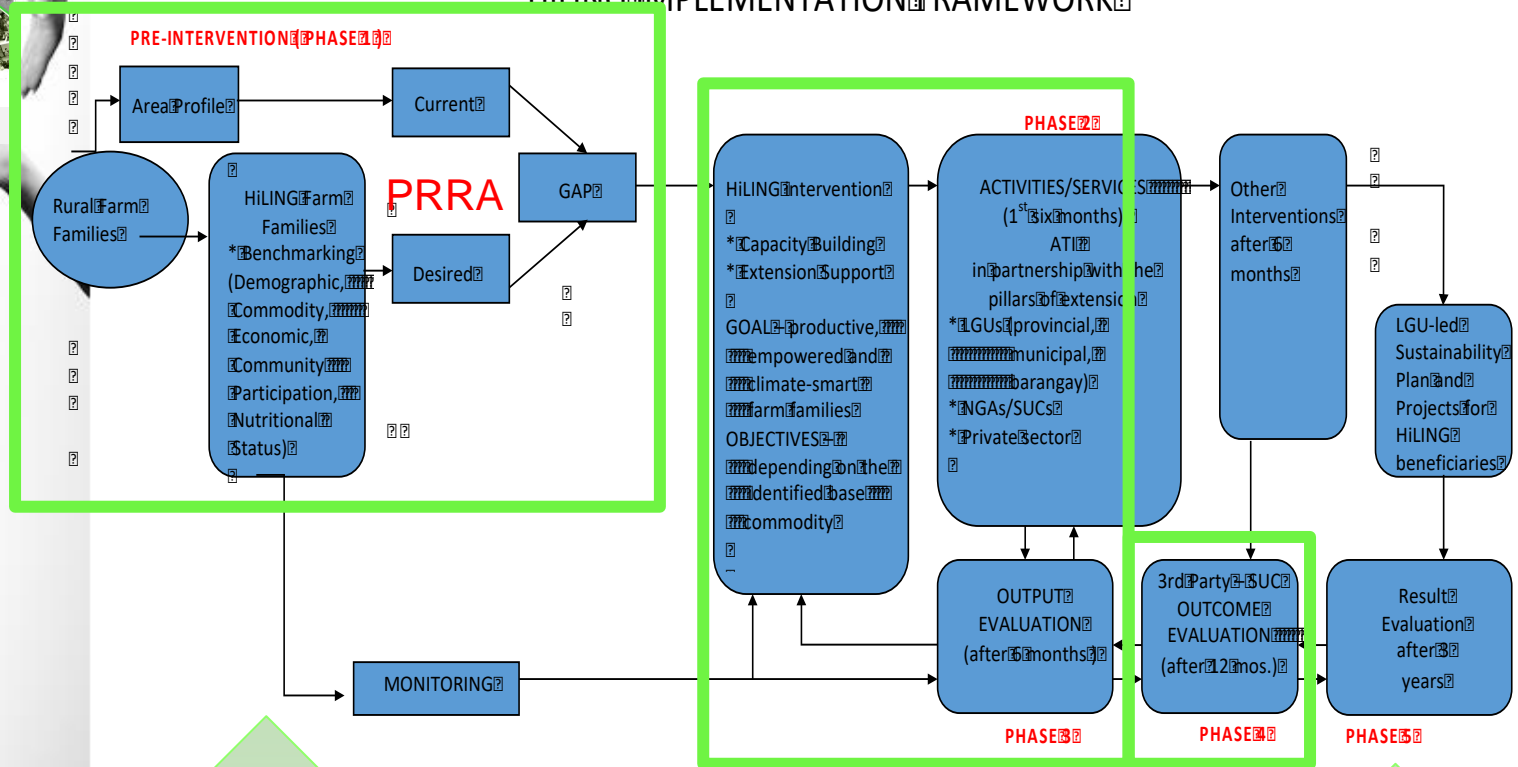 IMPLEMENTATION FRAMEWORK
PRE-INTERVENTION (PHASE 1)
Area Profile
Current
Rural Farm
Families
HiLING Farm
Families
* Benchmarking
(Demographic,
Commodity,
Economic,
Community
Participation,
Nutritional
Status)
PRRA
Desired
GAP
MONITORING
HiLING Intervention
* Capacity Building
* Extension Support
GOAL – productive,
empowered and
climate-smart
farm families
OBJECTIVES –
depending on the
identified base
commodity
PHASE 2
ACTIVITIES/SERVICES
(1st six months)
ATI
in partnership with the
pillars of extension
* LGUs (provincial,
municipal,
barangay)
* NGAs/SUCs
* Private sector
Other
Interventions
after 6
months
LGU-led
Sustainability
Plan and
Projects for
HiLING
beneficiaries
OUTPUT
EVALUATION
(after 6 months)
PHASE 3
3rd Party – SUC
OUTCOME
EVALUATION
(after 12 mos.)
PHASE 4
Result
Evaluation
after 3
years
PHASE 5